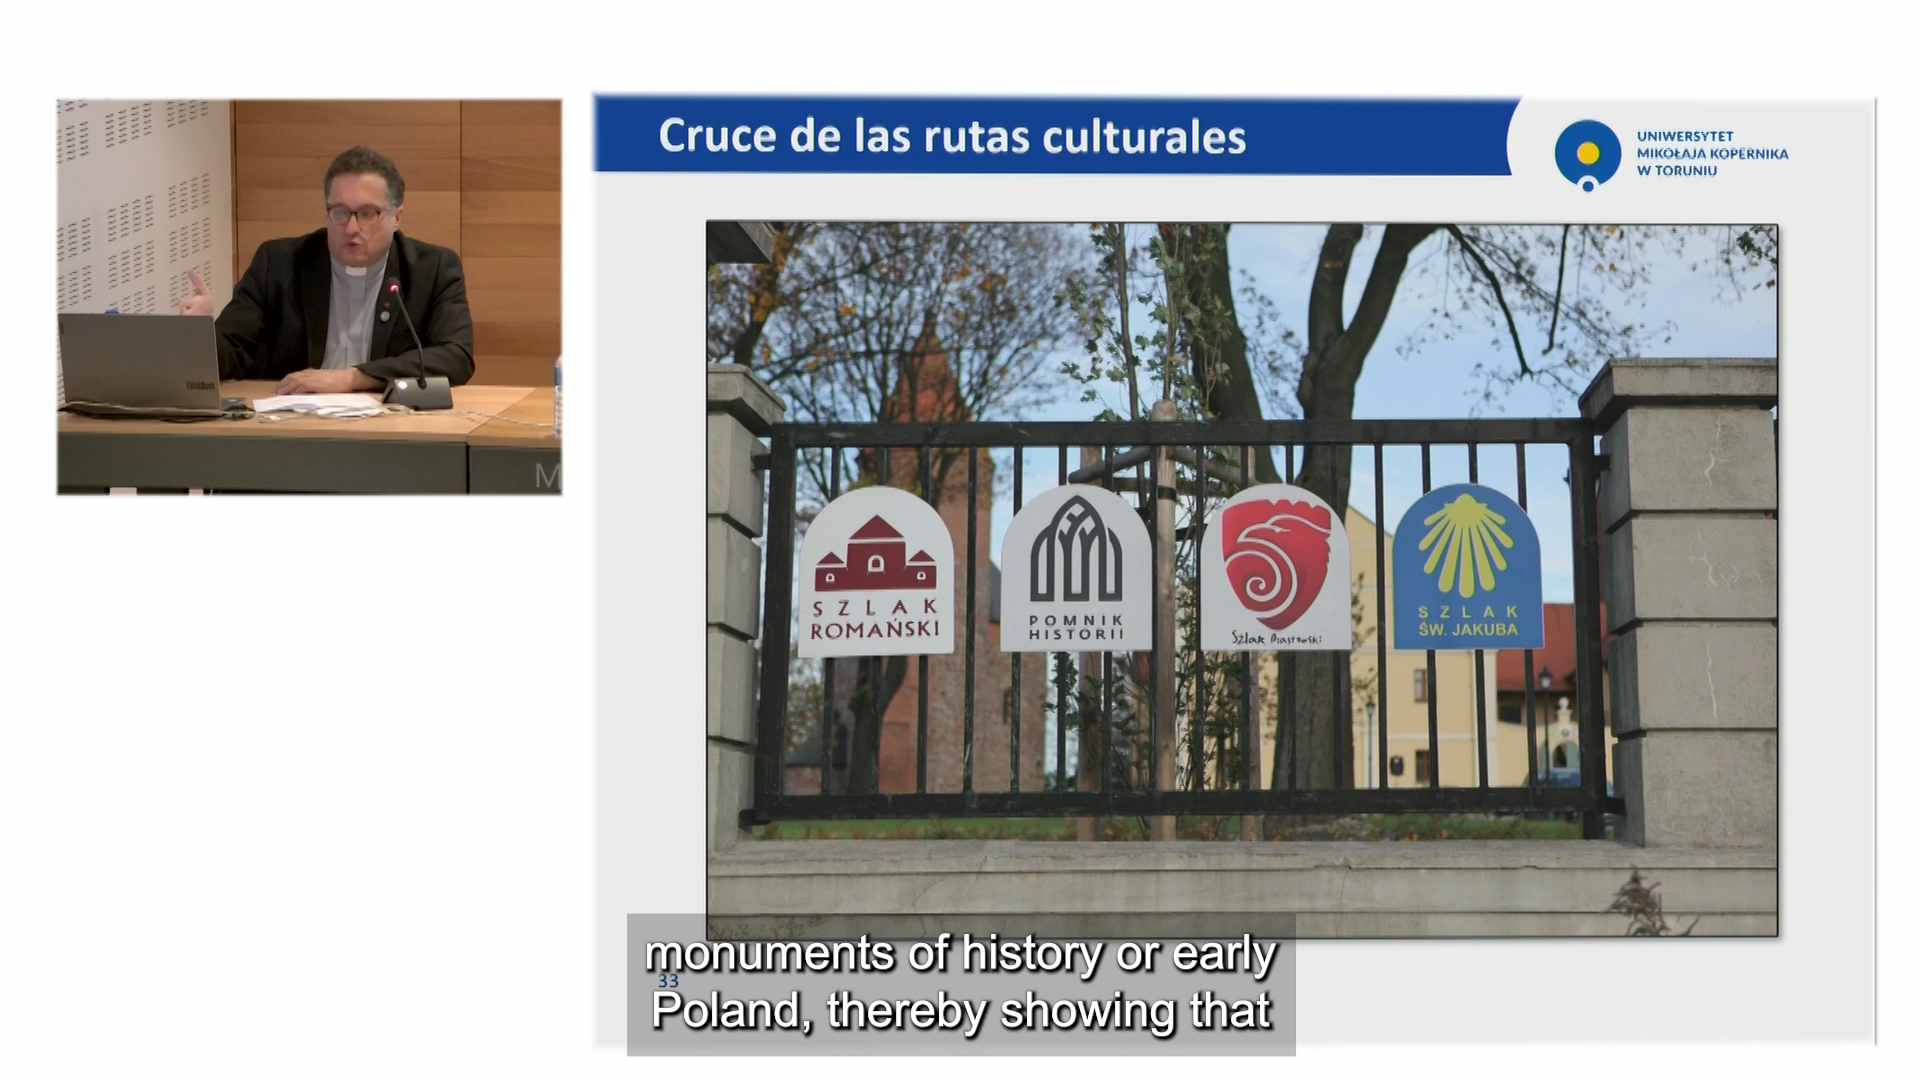 Cruce de las rutas culturales
UNIWERSYTET
MIKOŁAJA KOPERNIKA
W TORUNIU
ThinkBook
M
SZLAK
ROMAŃSKI
POMNIK
HISTORII
Szlak Piastowski
SZLAK
ŚW. JAKUBA
33
monuments of history or early
Poland, thereby showing that